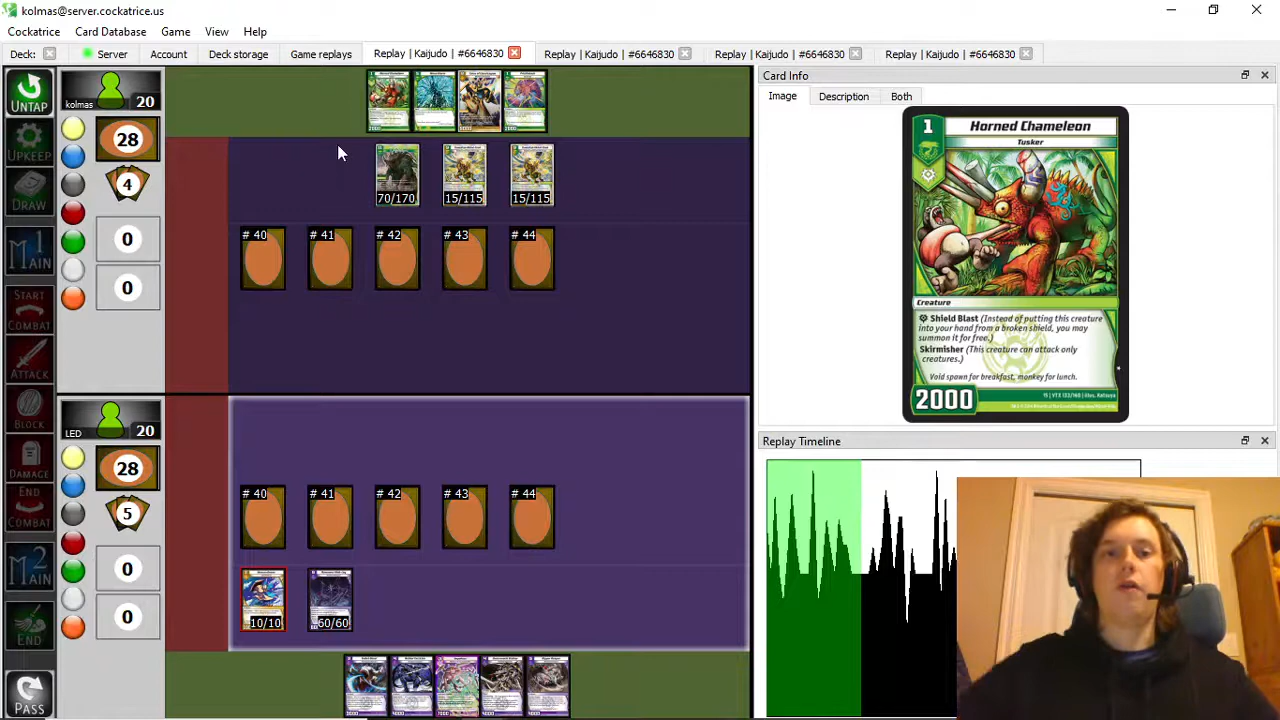 kolmas@server.cockatrice.us
Cockatrice Card Database Game View Help
Deck: Server Account Deck storage Game replays Replay | Kaijudo | #6646830 Replay | Kaijudo | #6646830 Replay | Kaijudo | #6646830 Replay | Kaijudo | #6646830
UNTAP
UPKEEP
DRAW
1
MAIN
START
COMBAT
ATTACK
BLOCK
DAMAGE
END
COMBAT
2
MAIN
END
PASS
kolmas 20
28
4
0
0
70/170 15/115 15/115
# 40 # 41 # 42 # 43 # 44
LED 20
28
5
0
0
# 40 # 41 # 42 # 43 # 44
10/10 60/60
Card Info
Image Description Both
1 Horned Chameleon
Tusker
Creature
Shield Blast (Instead of putting this creature
into your hand from a broken shield, you may
summon it for free.)
Skirmisher (This creature can attack only
creatures.)
Void spawn for breakfast, monkey for lunch.
2000
Replay Timeline